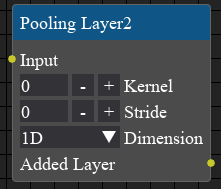 Pooling Layer2
Input
0 - + Kernel
0 - + Stride
1D Dimension
Added Layer